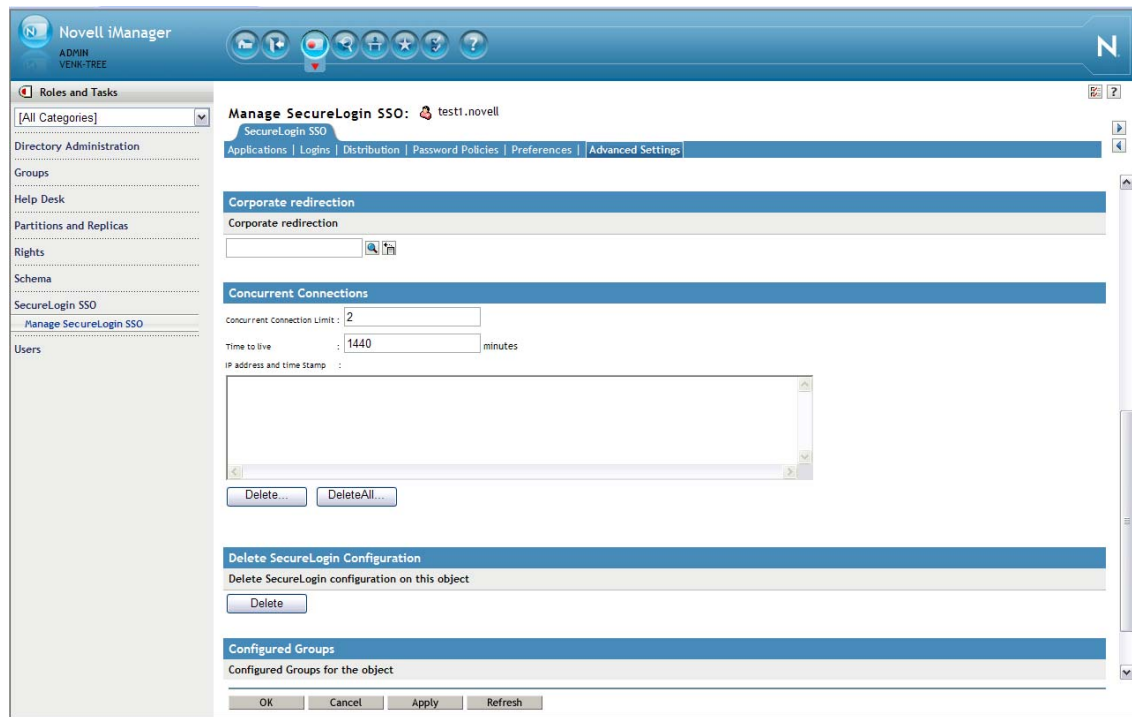 Novell iManager
ADMIN
VENK-TREE
N
Roles and Tasks
[All Categories]
Directory Administration
Groups
Help Desk
Partitions and Replicas
Rights
Schema
SecureLogin SSO
Manage SecureLogin SSO
Users
Manage SecureLogin SSO: test1.novell
SecureLogin SSO
Applications | Logins | Distribution | Password Policies | Preferences | Advanced Settings
Corporate redirection
Corporate redirection
Concurrent Connections
Concurrent Connection Limit : 2
Time to live : 1440 minutes
IP address and time Stamp :
Delete... DeleteAll...
Delete SecureLogin Configuration
Delete SecureLogin configuration on this object
Delete
Configured Groups
Configured Groups for the object
OK Cancel Apply Refresh